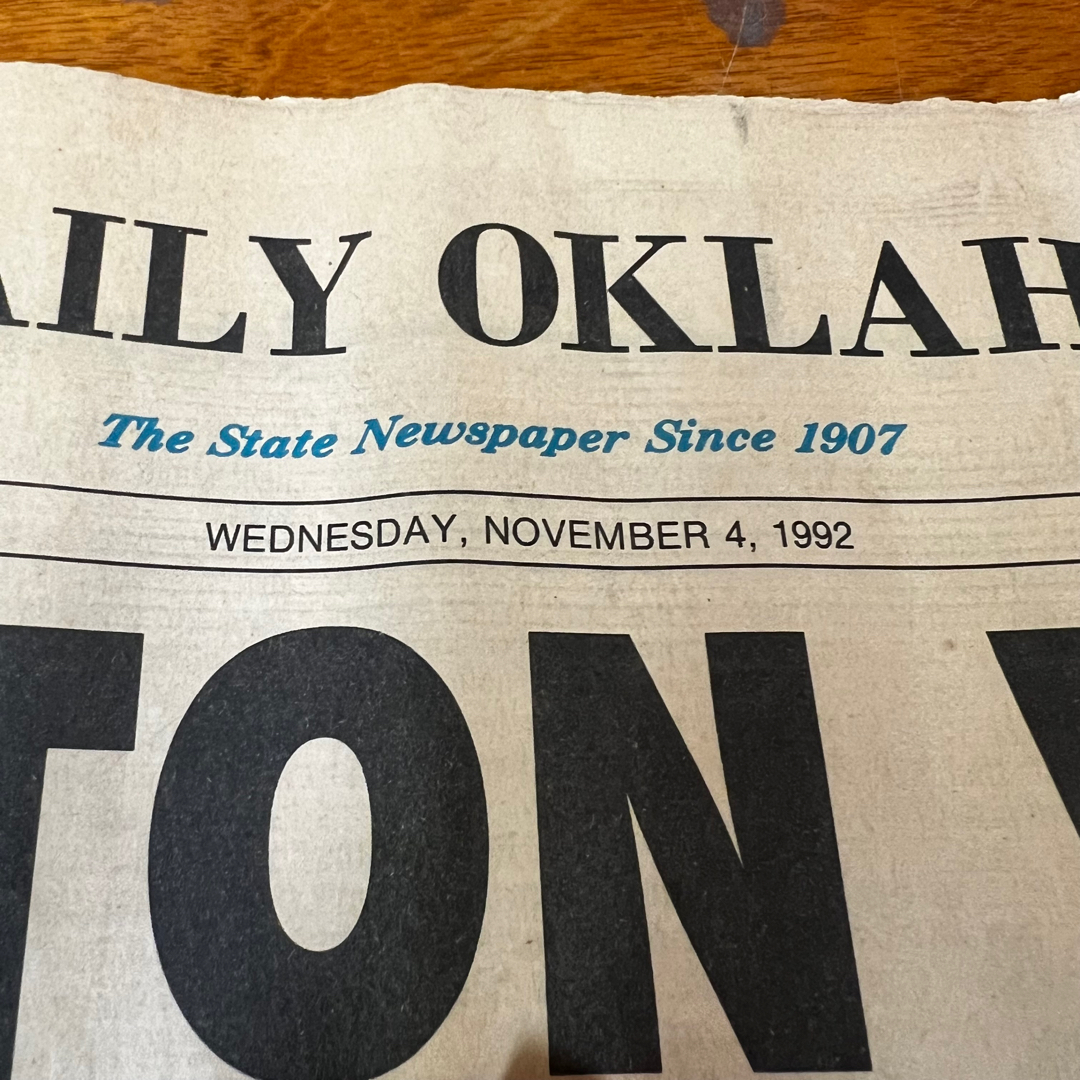 AILY OKLAH
The State Newspaper Since 1907
WEDNESDAY, NOVEMBER 4, 1992
TON